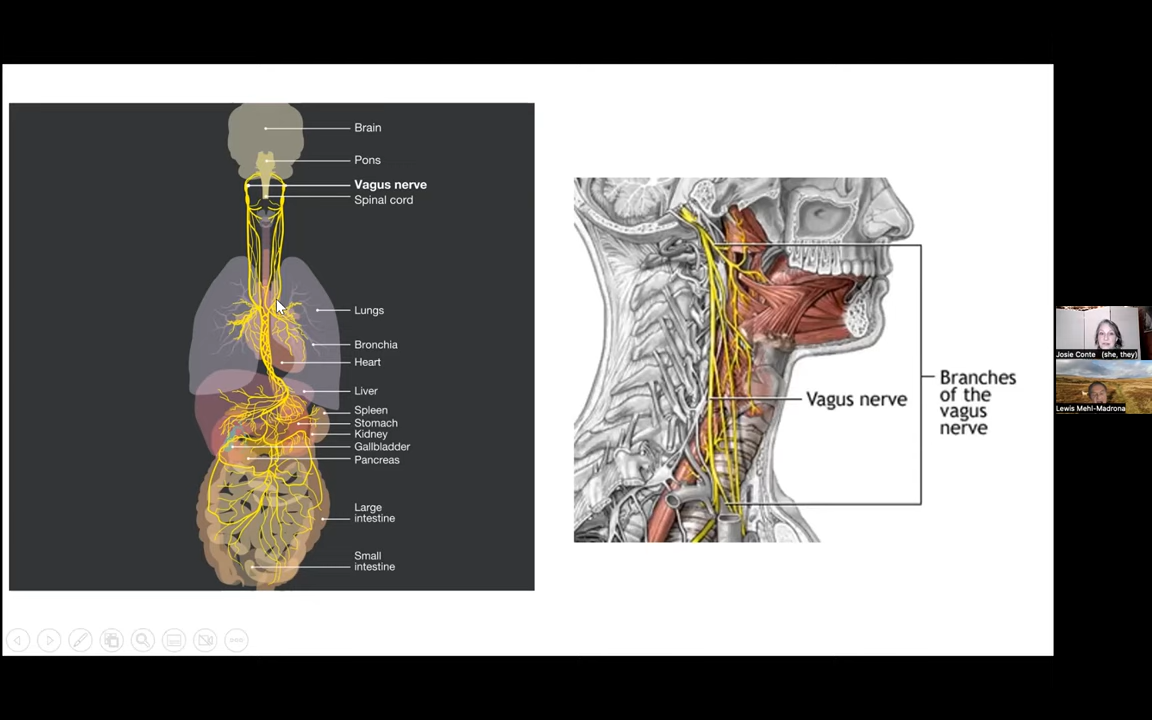 Brain
Pons
Vagus nerve
Spinal cord
Lungs
Bronchia
Heart
Liver
Spleen
Stomach
Kidney
Gallbladder
Pancreas
Large
intestine
Small
intestine
Vagus nerve
Branches
of the
vagus
nerve
Josie Conte (she, they)
Lewis Mehl-Madrona